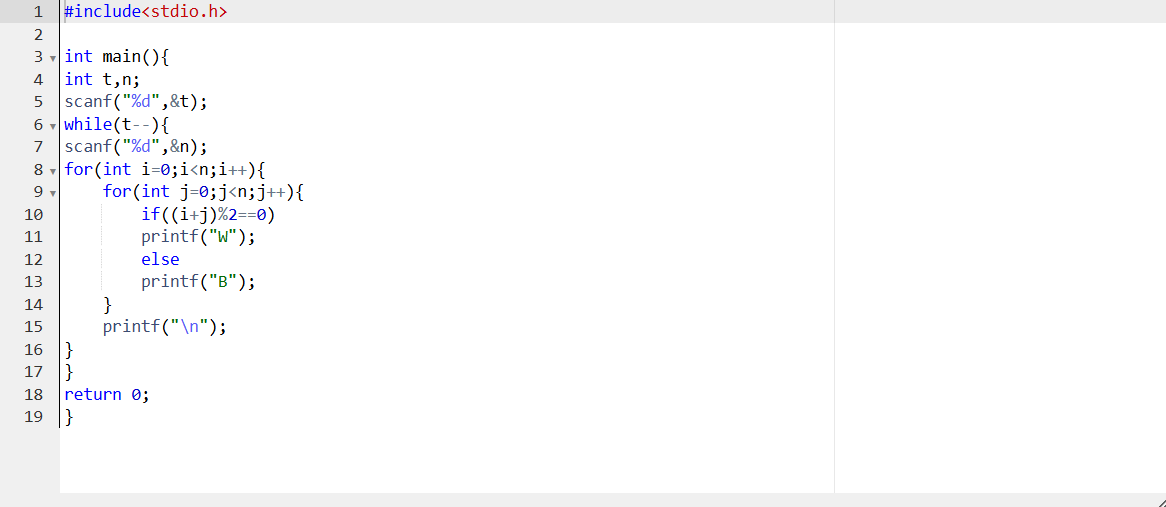 1 #include<stdio.h>
2
3 int main(){
4 int t,n;
5 scanf("%d",&t);
6 while(t--){
7 scanf("%d",&n);
8 for(int i=0;i<n;i++){
9     for(int j=0;j<n;j++){
10         if((i+j)%2==0)
11         printf("W");
12         else
13         printf("B");
14     }
15     printf("\n");
16 }
17 }
18 return 0;
19 }